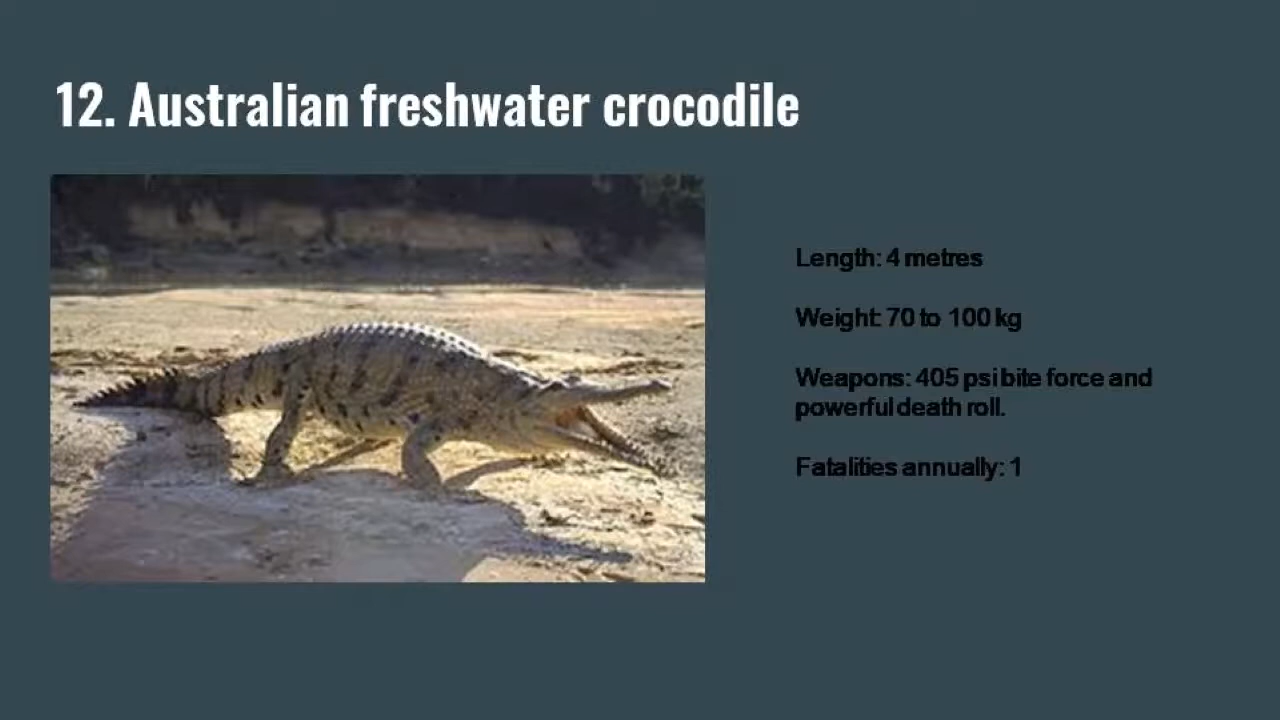 12. Australian freshwater crocodile
Length: 4 metres
Weight: 70 to 100 kg
Weapons: 405 psi bite force and
powerful death roll.
Fatalities annually: 1